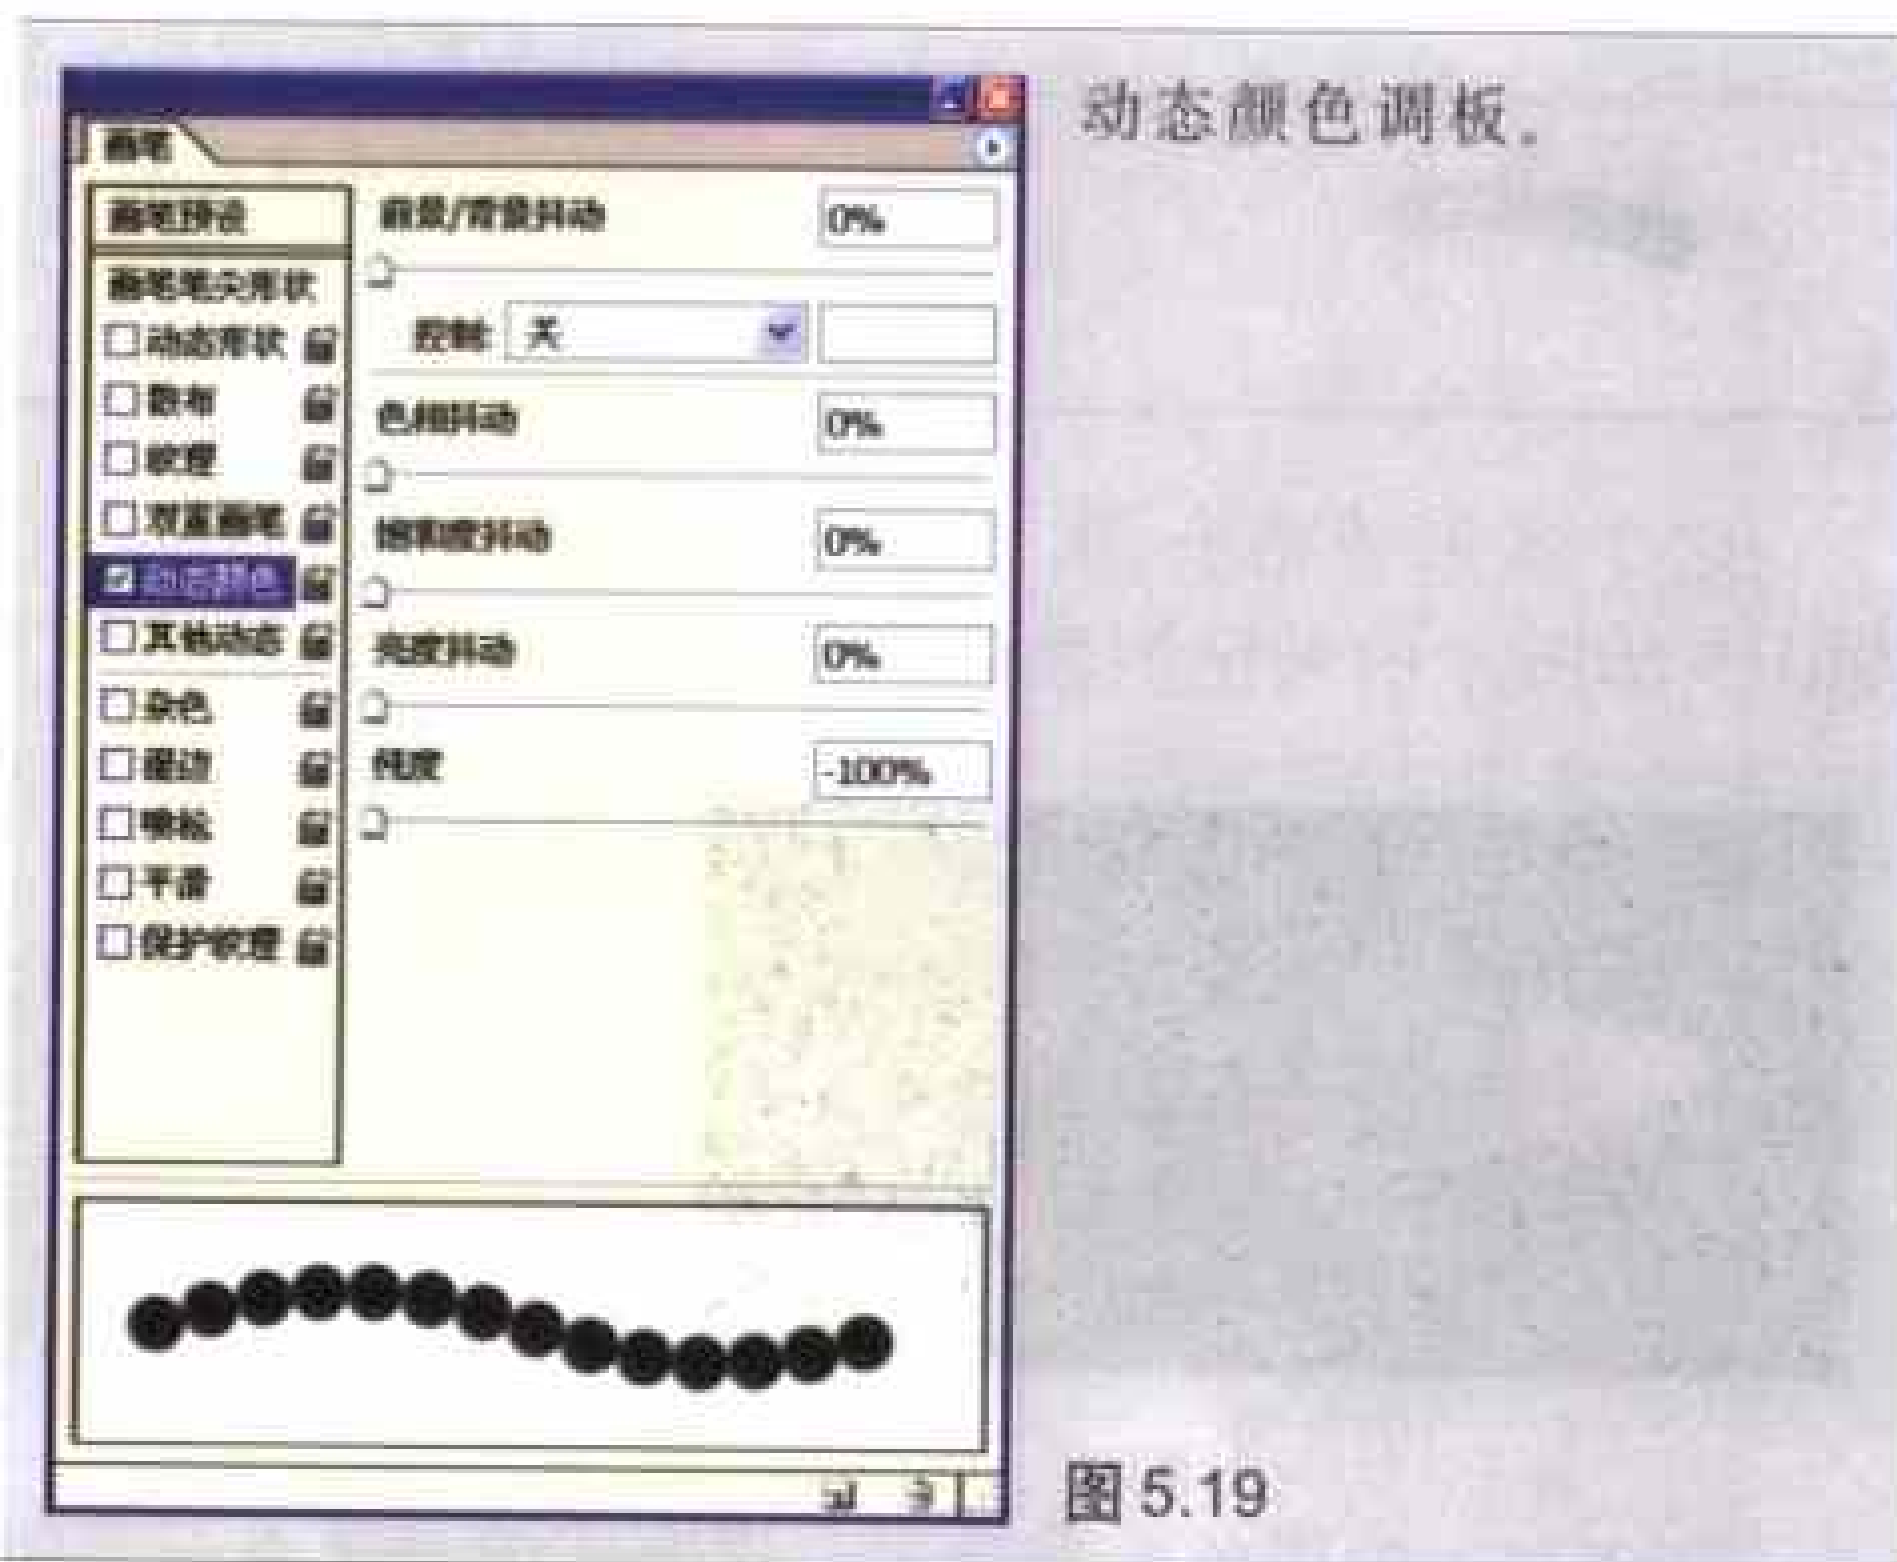 动态颜色调板。
画笔
画笔预设
画笔笔尖形状
动态形状
散布
纹理
双重画笔
动态颜色
其他动态
杂色
湿边
喷枪
平滑
保护纹理
前景/背景抖动 0%
控制: 关
色相抖动 0%
饱和度抖动 0%
亮度抖动 0%
纯度 -100%
图 5.19